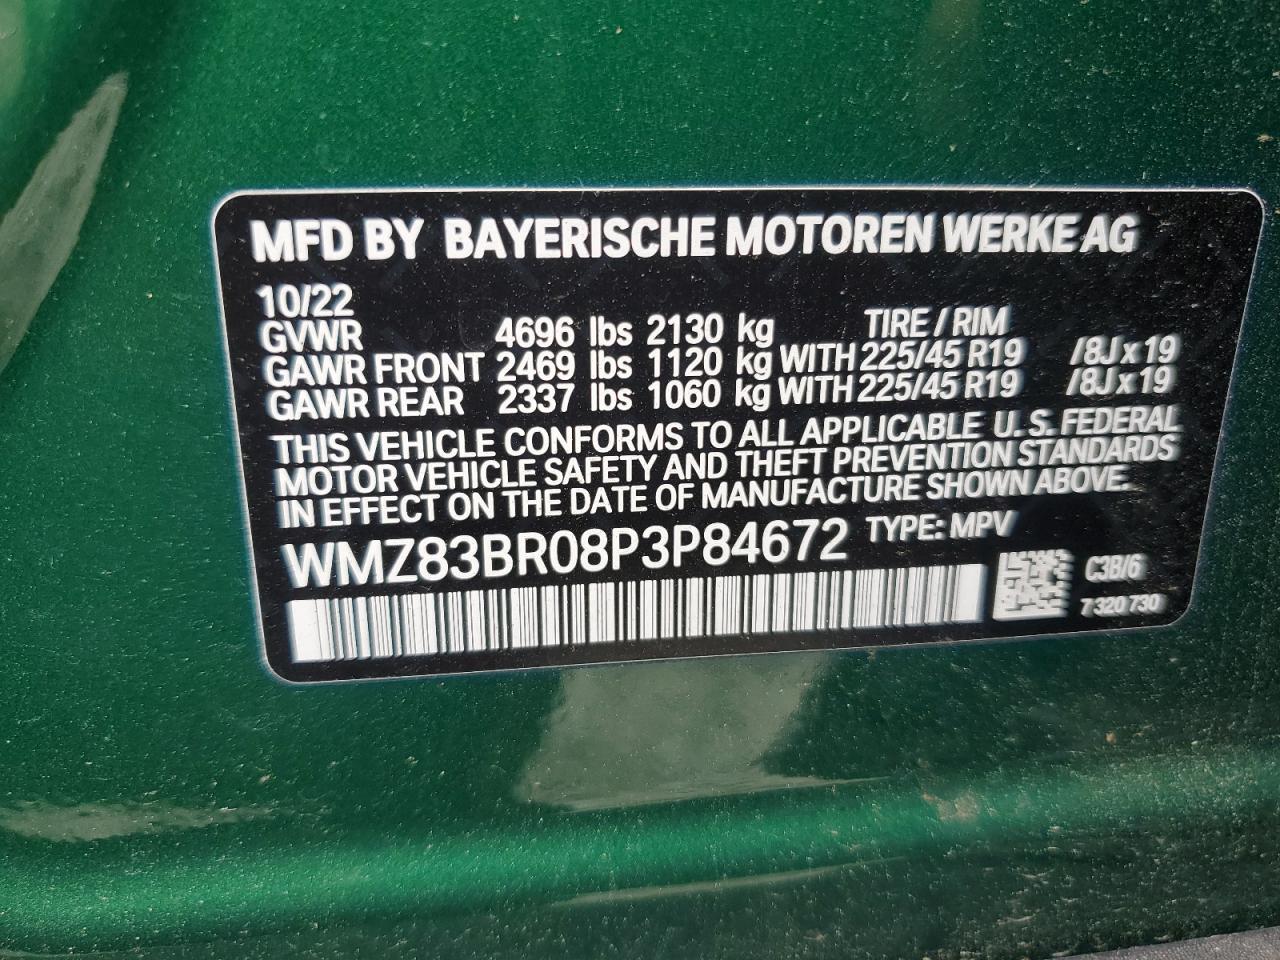 MFD BY BAYERISCHE MOTOREN WERKE AG
10/22
GVWR 4696 lbs 2130 kg TIRE / RIM
GAWR FRONT 2469 lbs 1120 kg WITH 225/45 R19 /8J x 19
GAWR REAR 2337 lbs 1060 kg WITH 225/45 R19 /8J x 19
THIS VEHICLE CONFORMS TO ALL APPLICABLE U. S. FEDERAL
MOTOR VEHICLE SAFETY AND THEFT PREVENTION STANDARDS
IN EFFECT ON THE DATE OF MANUFACTURE SHOWN ABOVE.
WMZ83BR08P3P84672 TYPE: MPV
C3B/6
7 320 730